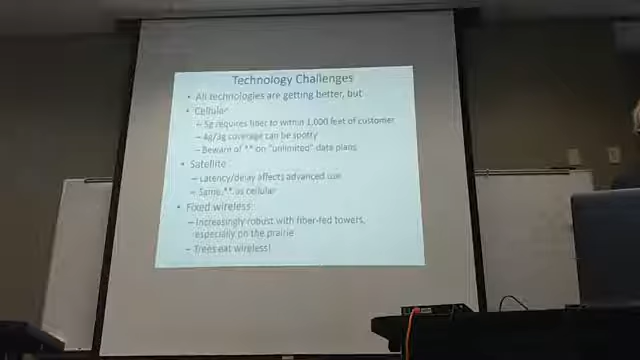 Technology Challenges
• All technologies are getting better, but
• Cellular
– 5g requires fiber to within 1,000 feet of customer
– 4g/3g coverage can be spotty
– Beware of ** on "unlimited" data plans
• Satellite
– Latency/delay affects advanced use
– Same ** as cellular
• Fixed wireless
– Increasingly robust with fiber-fed towers,
especially on the prairie
– Trees eat wireless!